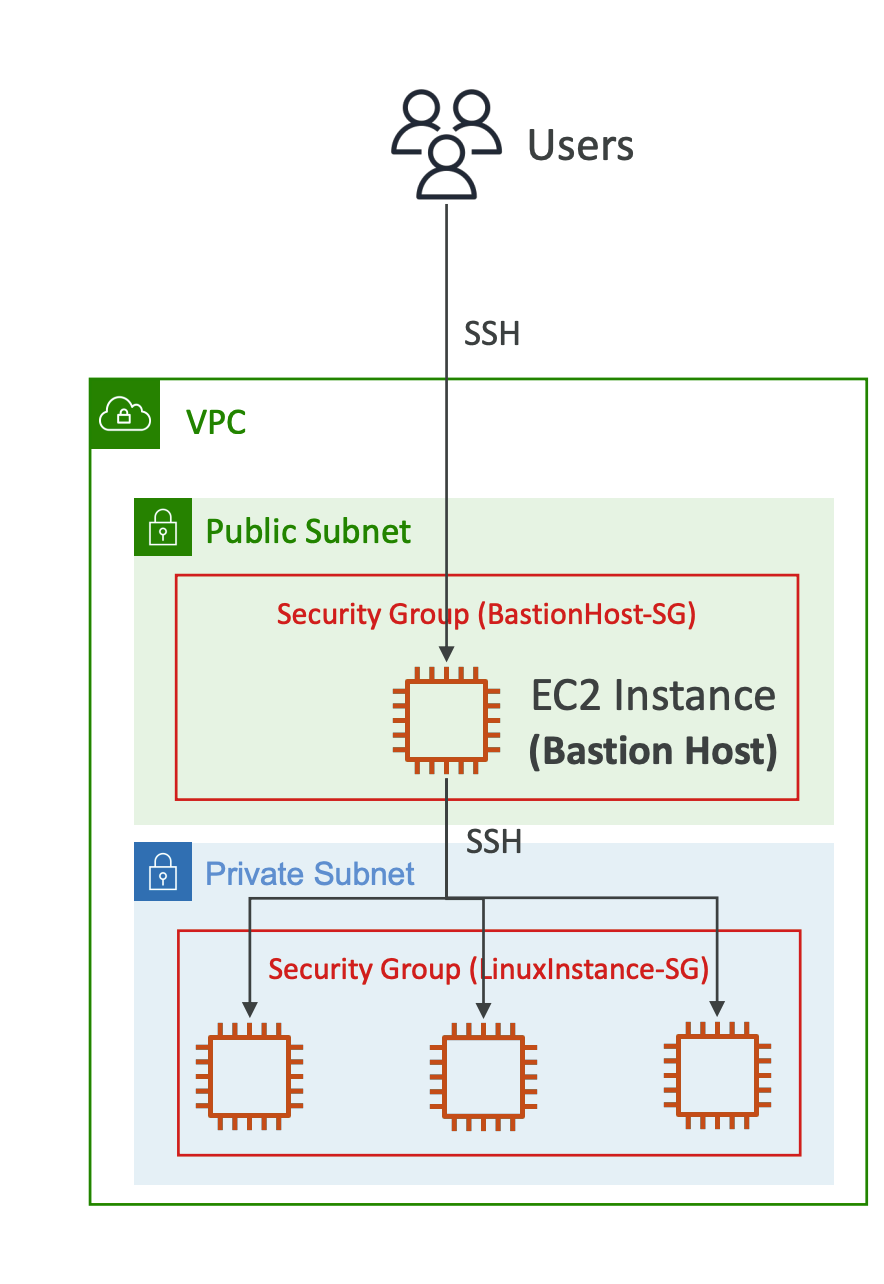 Users
SSH
VPC
Public Subnet
Security Group (BastionHost-SG)
EC2 Instance
(Bastion Host)
SSH
Private Subnet
Security Group (LinuxInstance-SG)